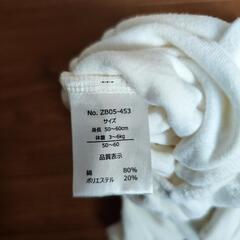 No. ZB05-453
サイズ
身長 50〜60cm
体重 3〜6kg
50〜60
品質表示
綿 80%
ポリエステル 20%